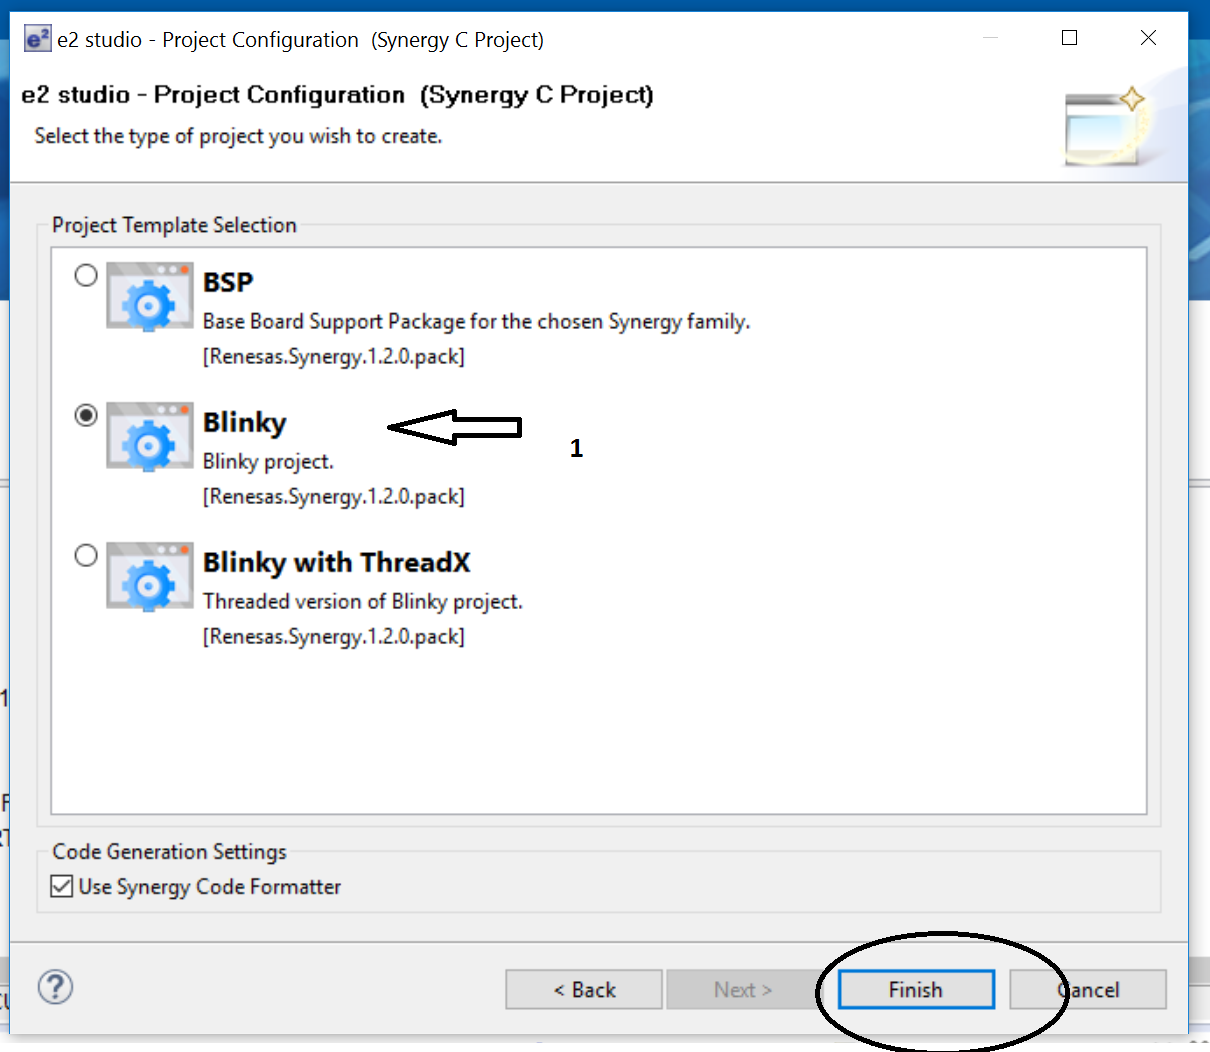 e2 studio - Project Configuration (Synergy C Project)
e2 studio - Project Configuration (Synergy C Project)
Select the type of project you wish to create.
Project Template Selection
BSP
Base Board Support Package for the chosen Synergy family.
[Renesas.Synergy.1.2.0.pack]
Blinky
1
Blinky project.
[Renesas.Synergy.1.2.0.pack]
Blinky with ThreadX
Threaded version of Blinky project.
[Renesas.Synergy.1.2.0.pack]
Code Generation Settings
Use Synergy Code Formatter
? < Back Next > Finish Cancel